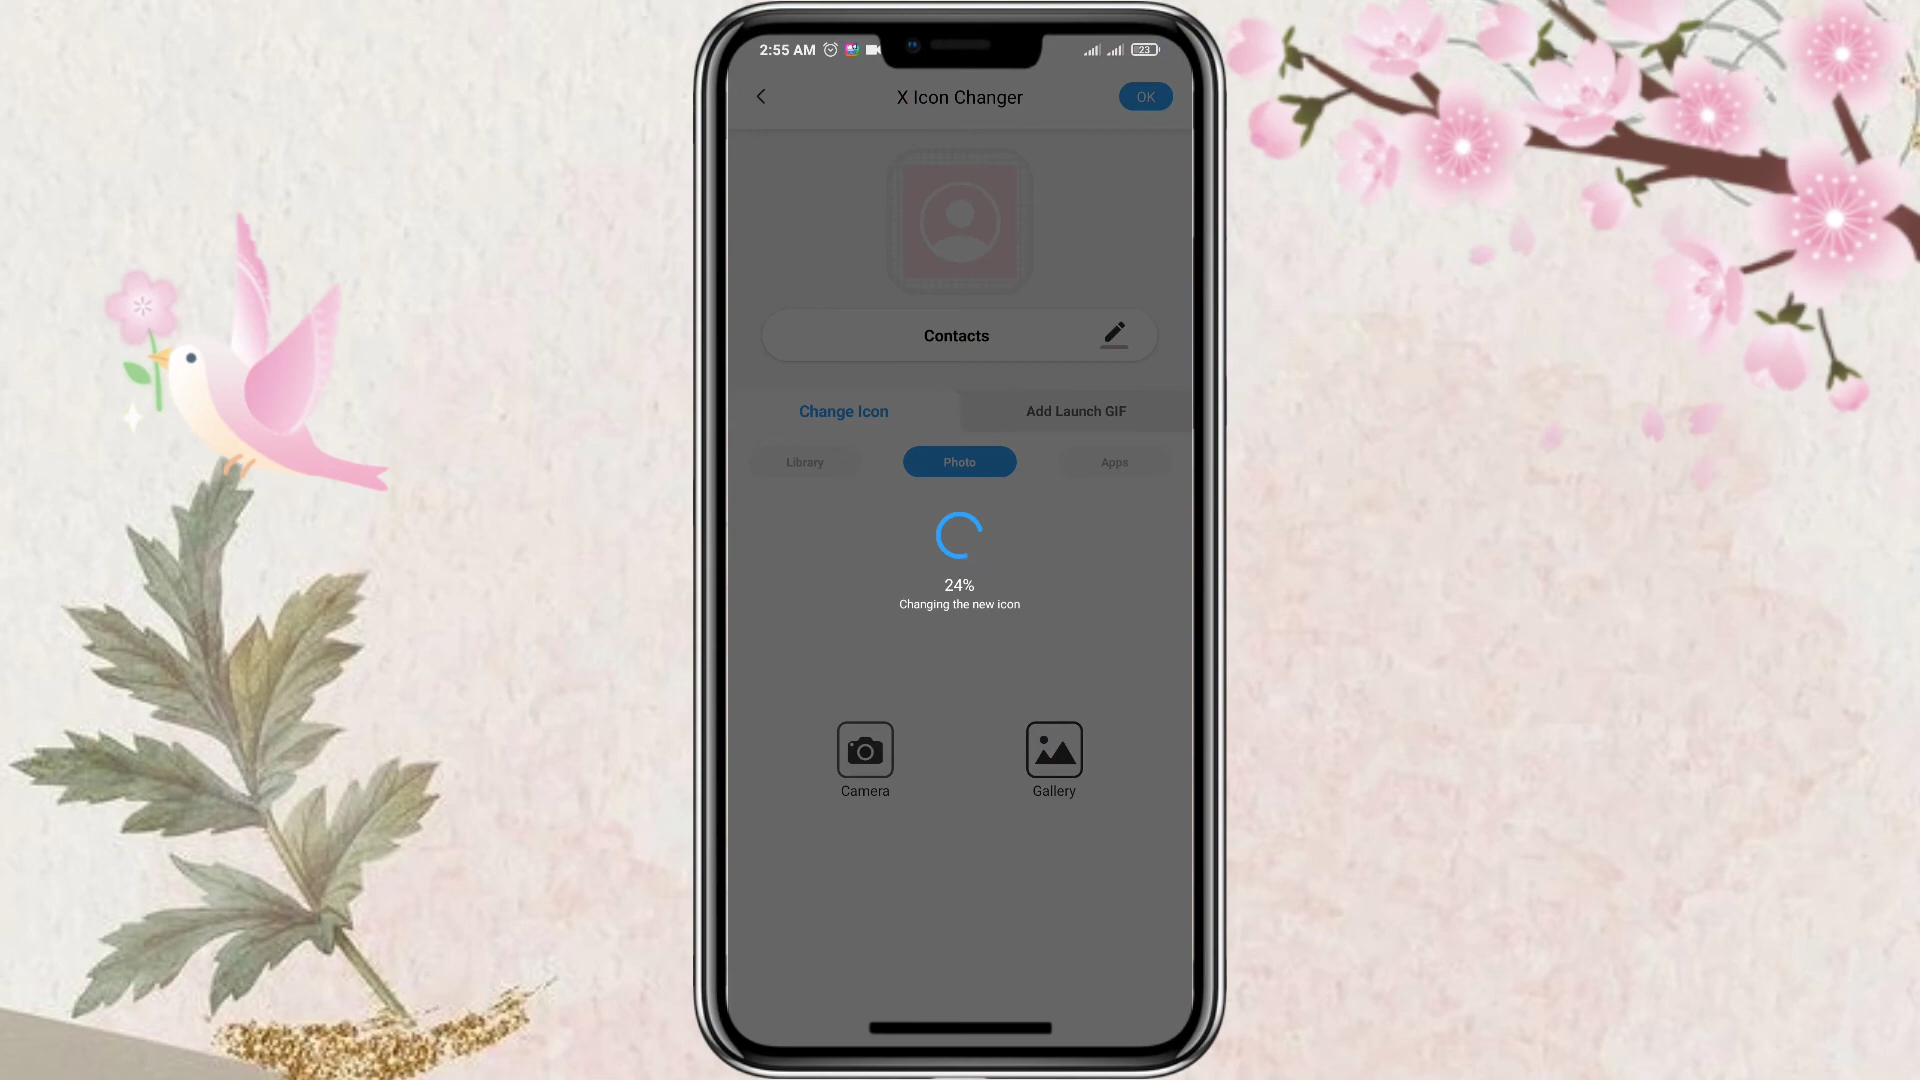 2:55 AM
23
X Icon Changer
OK
Contacts
Change Icon
Add Launch GIF
Library
Photo
Apps
24%
Changing the new icon
Camera
Gallery